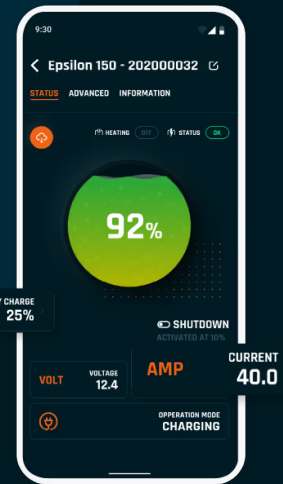 9:30
Epsilon 150 - 202000032
STATUS ADVANCED INFORMATION
HEATING OFF STATUS OK
92%
CHARGE
25%
SHUTDOWN
ACTIVATED AT 10%
VOLT VOLTAGE 12.4
AMP CURRENT 40.0
OPPERATION MODE
CHARGING